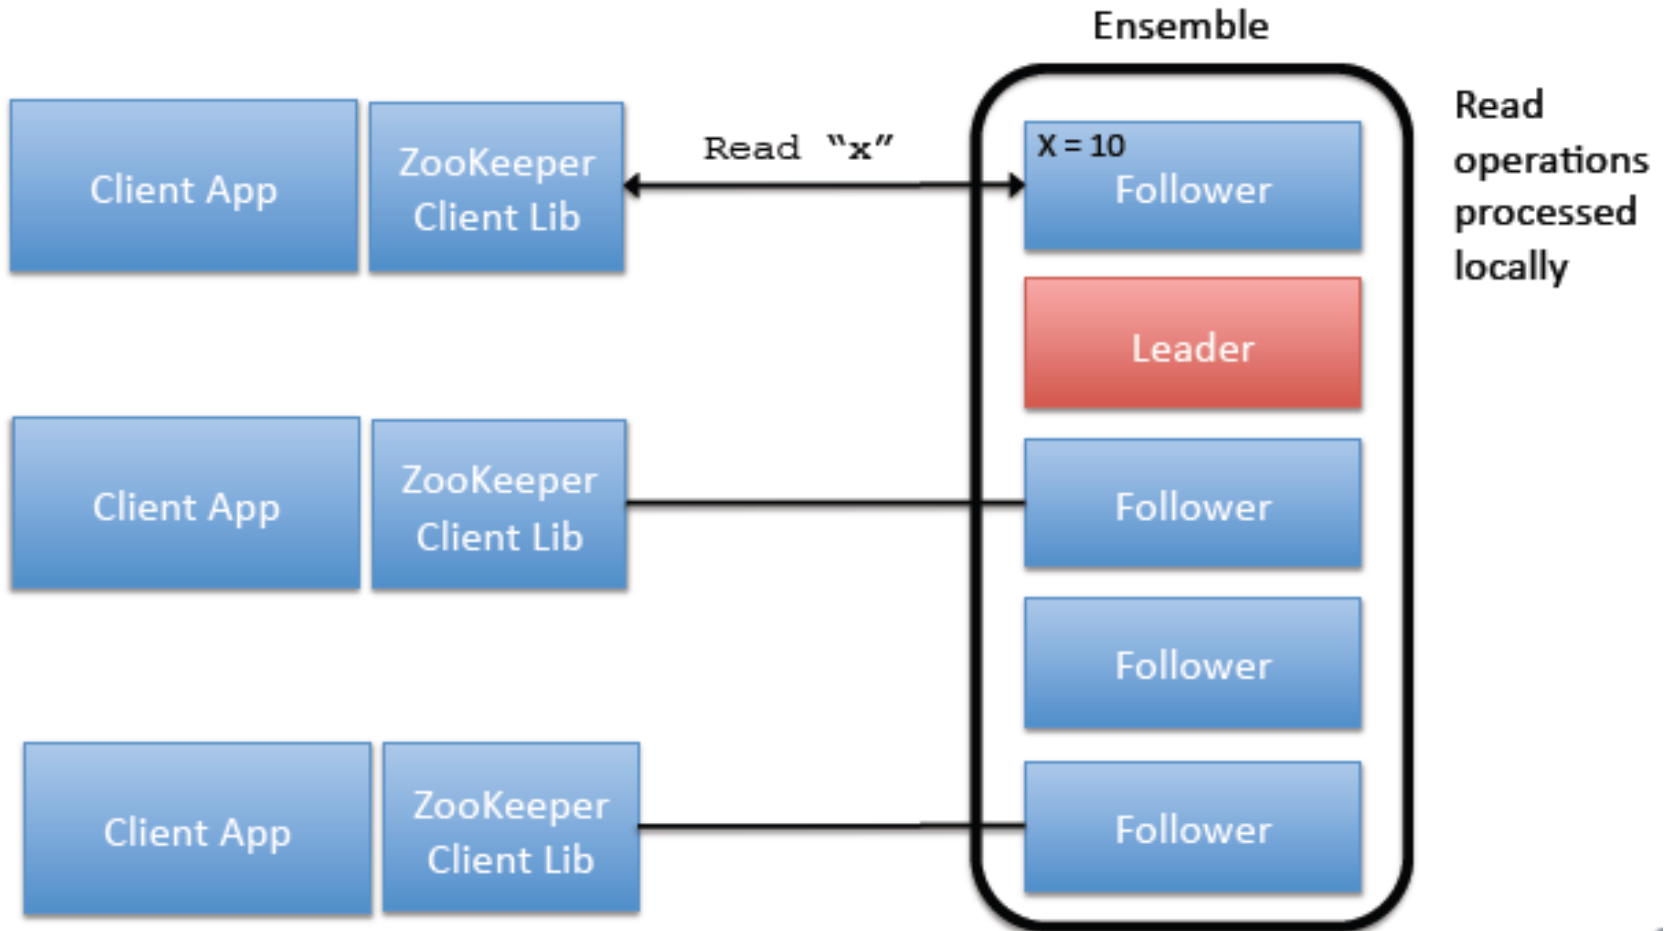 Ensemble
Client App
ZooKeeper
Client Lib
Read “x”
X = 10
Follower
Read
operations
processed
locally
Leader
Client App
ZooKeeper
Client Lib
Follower
Follower
Client App
ZooKeeper
Client Lib
Follower